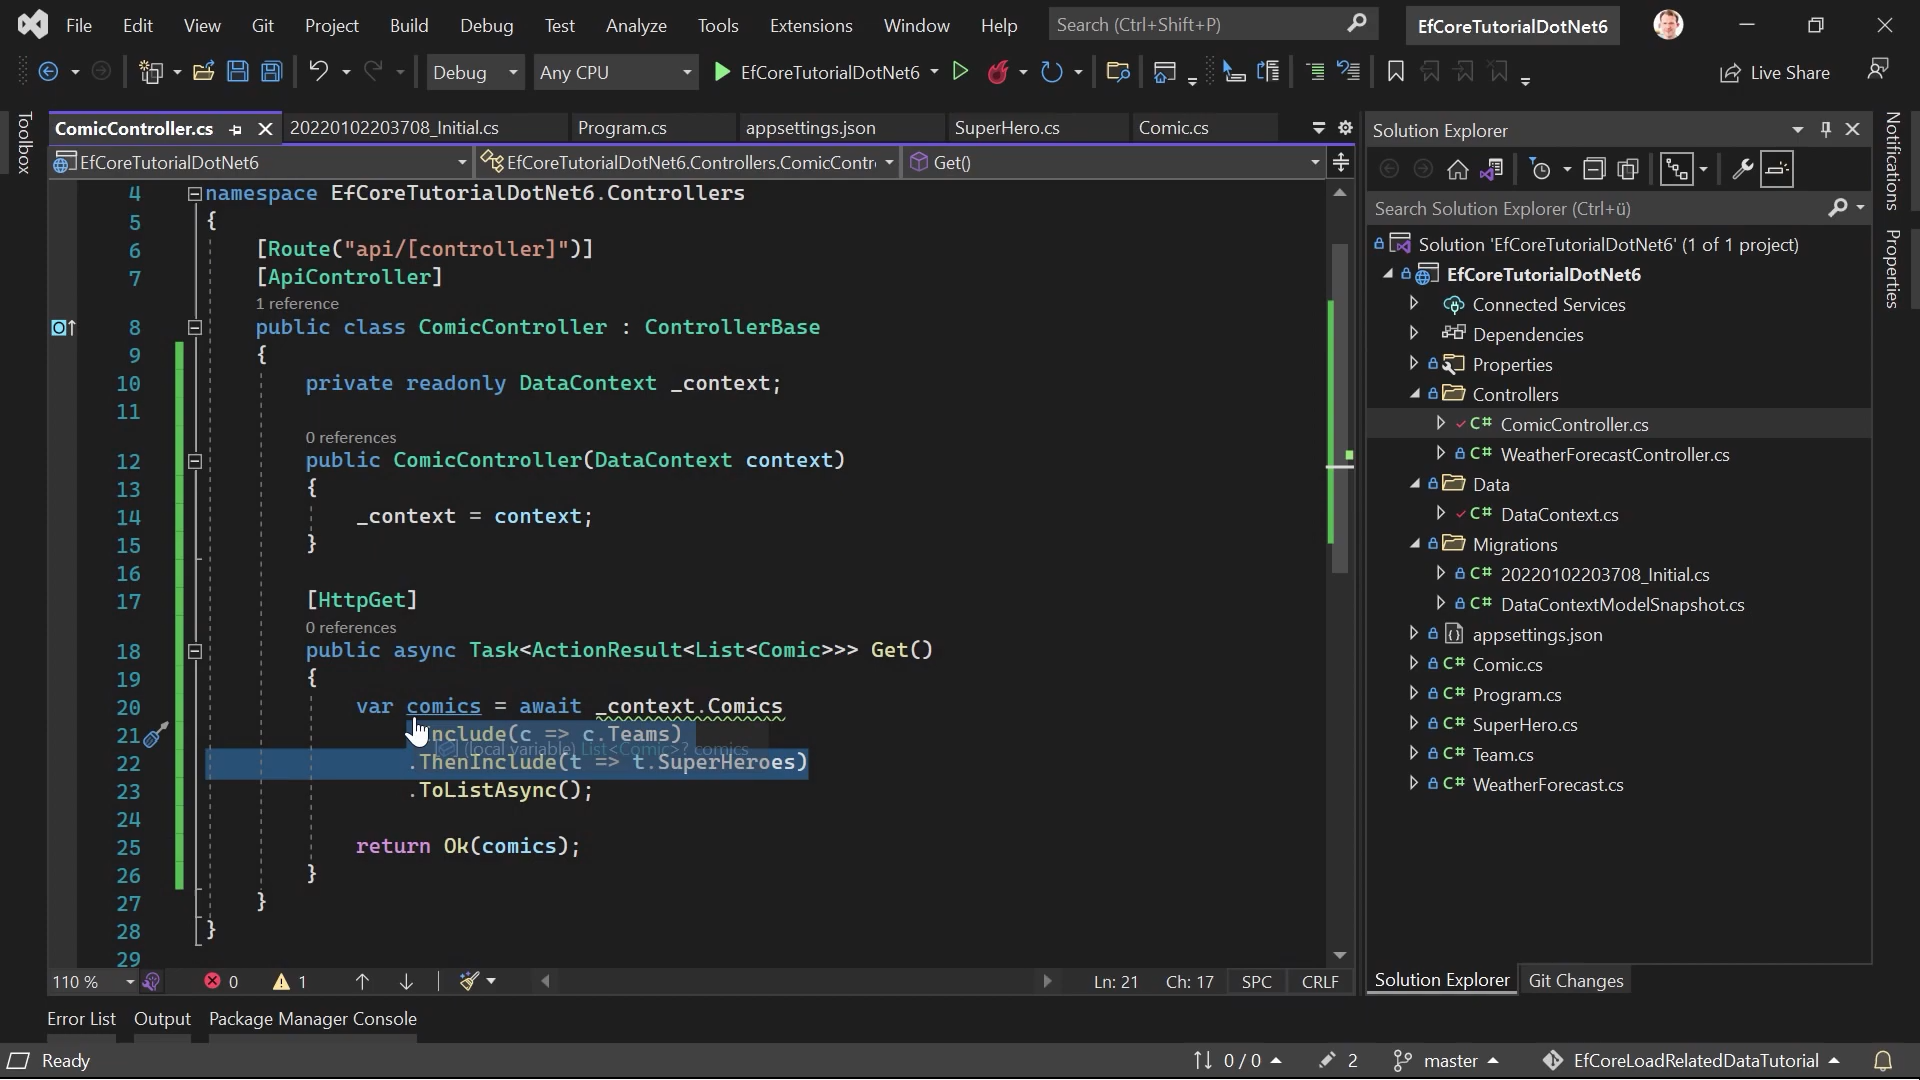 File Edit View Git Project Build Debug Test Analyze Tools Extensions Window Help Search (Ctrl+Shift+P) EfCoreTutorialDotNet6
Debug Any CPU EfCoreTutorialDotNet6 Live Share
Toolbox
ComicController.cs 20220102203708_Initial.cs Program.cs appsettings.json SuperHero.cs Comic.cs
EfCoreTutorialDotNet6 EfCoreTutorialDotNet6.Controllers.ComicContr Get()
4 namespace EfCoreTutorialDotNet6.Controllers
5 {
6 [Route("api/[controller]")]
7 [ApiController]
1 reference
8 public class ComicController : ControllerBase
9 {
10 private readonly DataContext _context;
11
0 references
12 public ComicController(DataContext context)
13 {
14 _context = context;
15 }
16
17 [HttpGet]
0 references
18 public async Task<ActionResult<List<Comic>>> Get()
19 {
20 var comics = await _context.Comics
21 .Include(c => c.Teams)
(local variable) List<Comic>? comics
22 .ThenInclude(t => t.SuperHeroes)
23 .ToListAsync();
24
25 return Ok(comics);
26 }
27 }
28 }
29
110 % 0 1 Ln: 21 Ch: 17 SPC CRLF
Error List Output Package Manager Console
Solution Explorer
Search Solution Explorer (Ctrl+ü)
Solution 'EfCoreTutorialDotNet6' (1 of 1 project)
EfCoreTutorialDotNet6
Connected Services
Dependencies
Properties
Controllers
C# ComicController.cs
C# WeatherForecastController.cs
Data
C# DataContext.cs
Migrations
C# 20220102203708_Initial.cs
C# DataContextModelSnapshot.cs
appsettings.json
C# Comic.cs
C# Program.cs
C# SuperHero.cs
C# Team.cs
C# WeatherForecast.cs
Solution Explorer Git Changes
Notifications
Properties
Ready 0 / 0 2 master EfCoreLoadRelatedDataTutorial